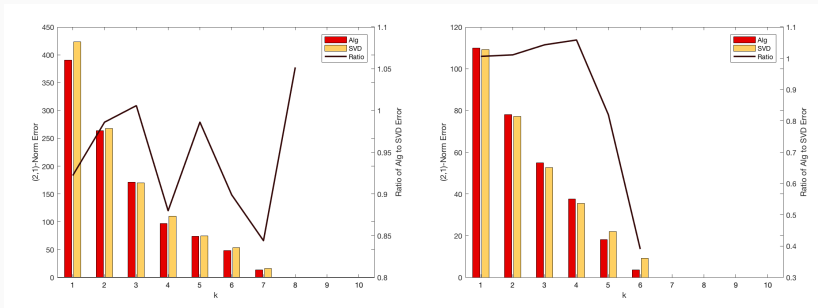 450
400
350
300
250
200
150
100
50
0
(2,1)-Norm Error
1 2 3 4 5 6 7 8 9 10
k
1.1
1.05
1
0.95
0.9
0.85
0.8
Ratio of Alg to SVD Error
Alg
SVD
Ratio
120
100
80
60
40
20
0
(2,1)-Norm Error
1 2 3 4 5 6 7 8 9 10
k
1.1
1
0.9
0.8
0.7
0.6
0.5
0.4
0.3
Ratio of Alg to SVD Error
Alg
SVD
Ratio